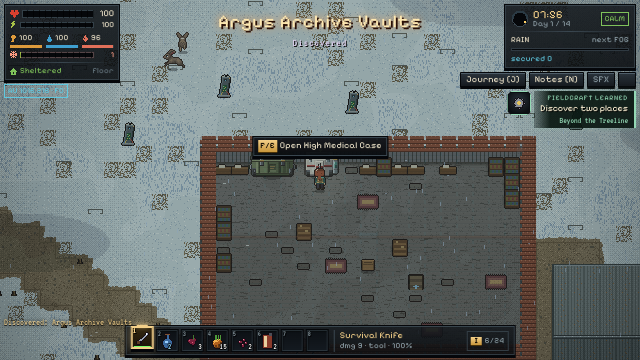 Argus Archive Vaults
Discovered
100
100
100
100
96
1
Sheltered
Floor
07:36
Day 1 / 14
CALM
RAIN
next FOG
secured 0
Journey (J)
Notes (N)
SFX
FIELDCRAFT LEARNED
Discover two places
Beyond the Treeline
F/E Open High Medical Case
Discovered: Argus Archive Vaults
1
2
3
3
4
15
5
2
6
2
7
8
Survival Knife
dmg 9 · tool · 100%
I 6/24